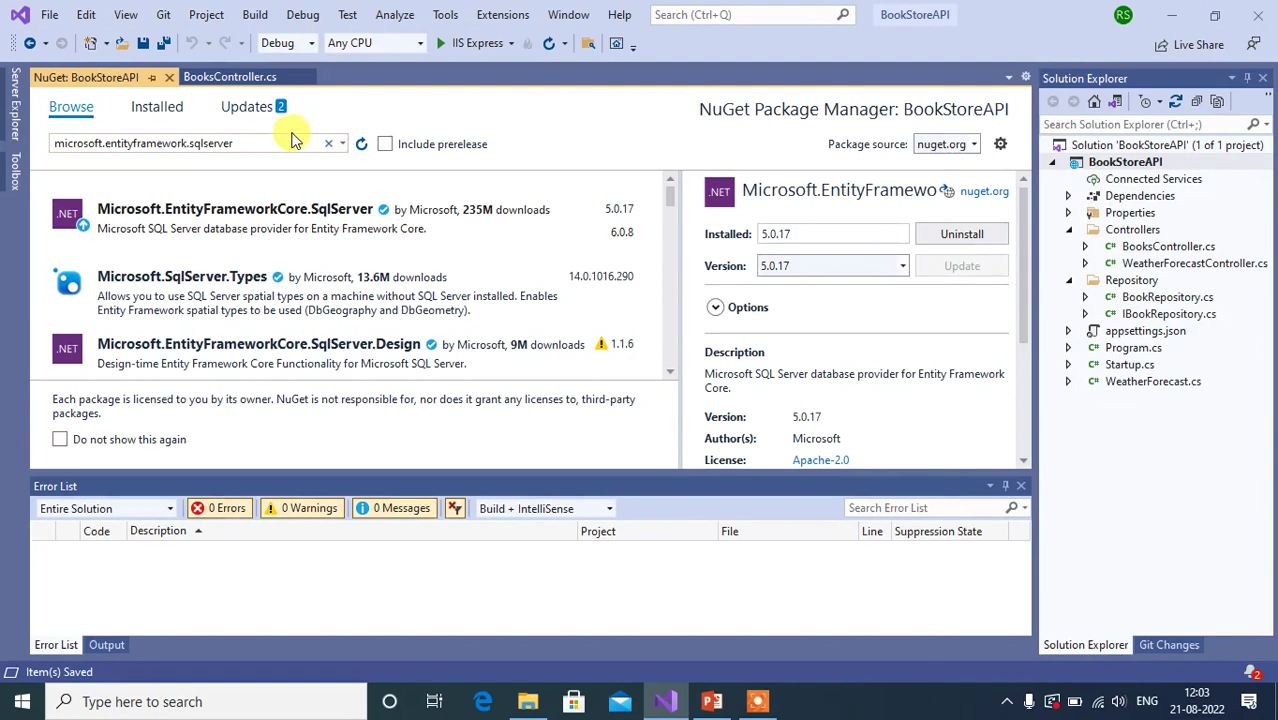 File Edit View Git Project Build Debug Test Analyze Tools Extensions Window Help Search (Ctrl+Q) BookStoreAPI RS
Debug Any CPU IIS Express Live Share
Server Explorer
Toolbox
NuGet: BookStoreAPI BooksController.cs
Browse Installed Updates 2
NuGet Package Manager: BookStoreAPI
microsoft.entityframework.sqlserver Include prerelease
Package source: nuget.org
.NET Microsoft.EntityFrameworkCore.SqlServer by Microsoft, 235M downloads 5.0.17
Microsoft SQL Server database provider for Entity Framework Core. 6.0.8
Microsoft.SqlServer.Types by Microsoft, 13.6M downloads 14.0.1016.290
Allows you to use SQL Server spatial types on a machine without SQL Server installed. Enables
Entity Framework spatial types to be used (DbGeography and DbGeometry).
.NET Microsoft.EntityFrameworkCore.SqlServer.Design by Microsoft, 9M downloads 1.1.6
Design-time Entity Framework Core Functionality for Microsoft SQL Server.
Each package is licensed to you by its owner. NuGet is not responsible for, nor does it grant any licenses to, third-party
packages.
Do not show this again
.NET Microsoft.EntityFramewo nuget.org
Installed: 5.0.17 Uninstall
Version: 5.0.17 Update
Options
Description
Microsoft SQL Server database provider for Entity Framework
Core.
Version: 5.0.17
Author(s): Microsoft
License: Apache-2.0
Solution Explorer
Search Solution Explorer (Ctrl+;)
Solution 'BookStoreAPI' (1 of 1 project)
BookStoreAPI
Connected Services
Dependencies
Properties
Controllers
BooksController.cs
WeatherForecastController.cs
Repository
BookRepository.cs
IBookRepository.cs
appsettings.json
Program.cs
Startup.cs
WeatherForecast.cs
Solution Explorer Git Changes
Error List
Entire Solution 0 Errors 0 Warnings 0 Messages Build + IntelliSense Search Error List
Code Description Project File Line Suppression State
Error List Output
Item(s) Saved 2
Type here to search ENG 12:03
21-08-2022